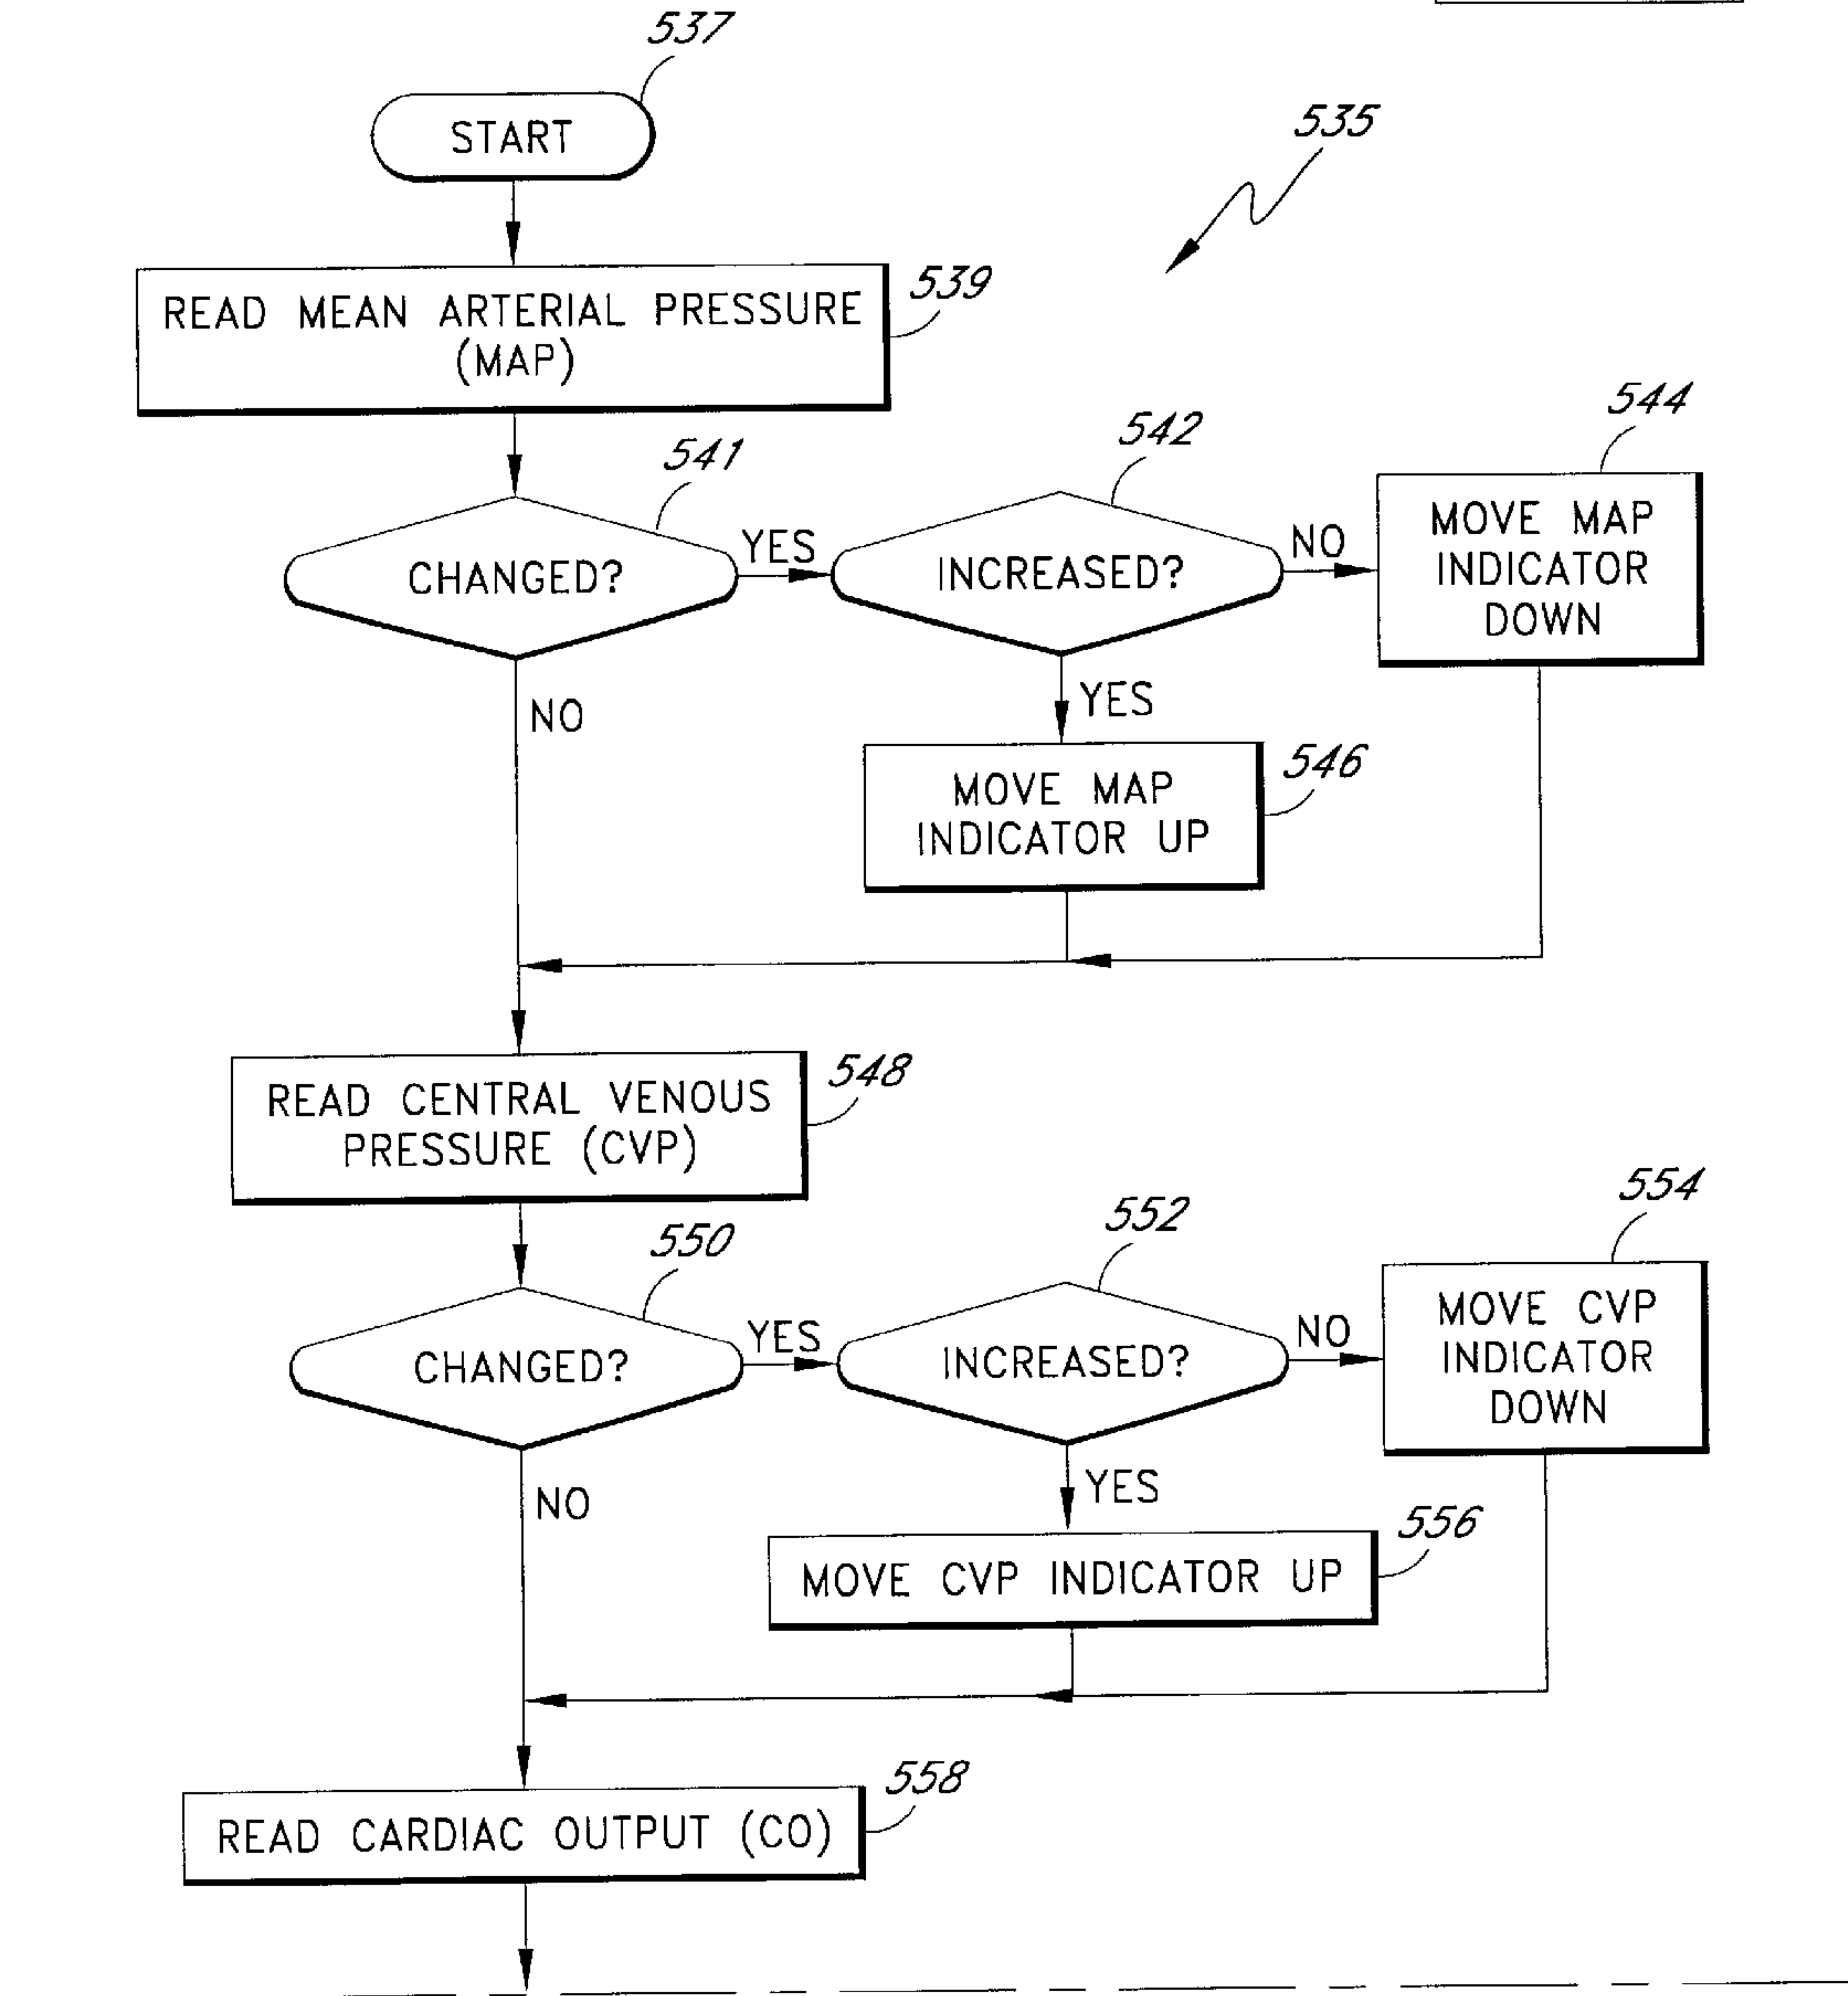 537
START
535
READ MEAN ARTERIAL PRESSURE
(MAP)
539
541
CHANGED?
YES
NO
542
INCREASED?
NO
YES
544
MOVE MAP
INDICATOR
DOWN
546
MOVE MAP
INDICATOR UP
548
READ CENTRAL VENOUS
PRESSURE (CVP)
550
CHANGED?
YES
NO
552
INCREASED?
NO
YES
554
MOVE CVP
INDICATOR
DOWN
556
MOVE CVP INDICATOR UP
558
READ CARDIAC OUTPUT (CO)